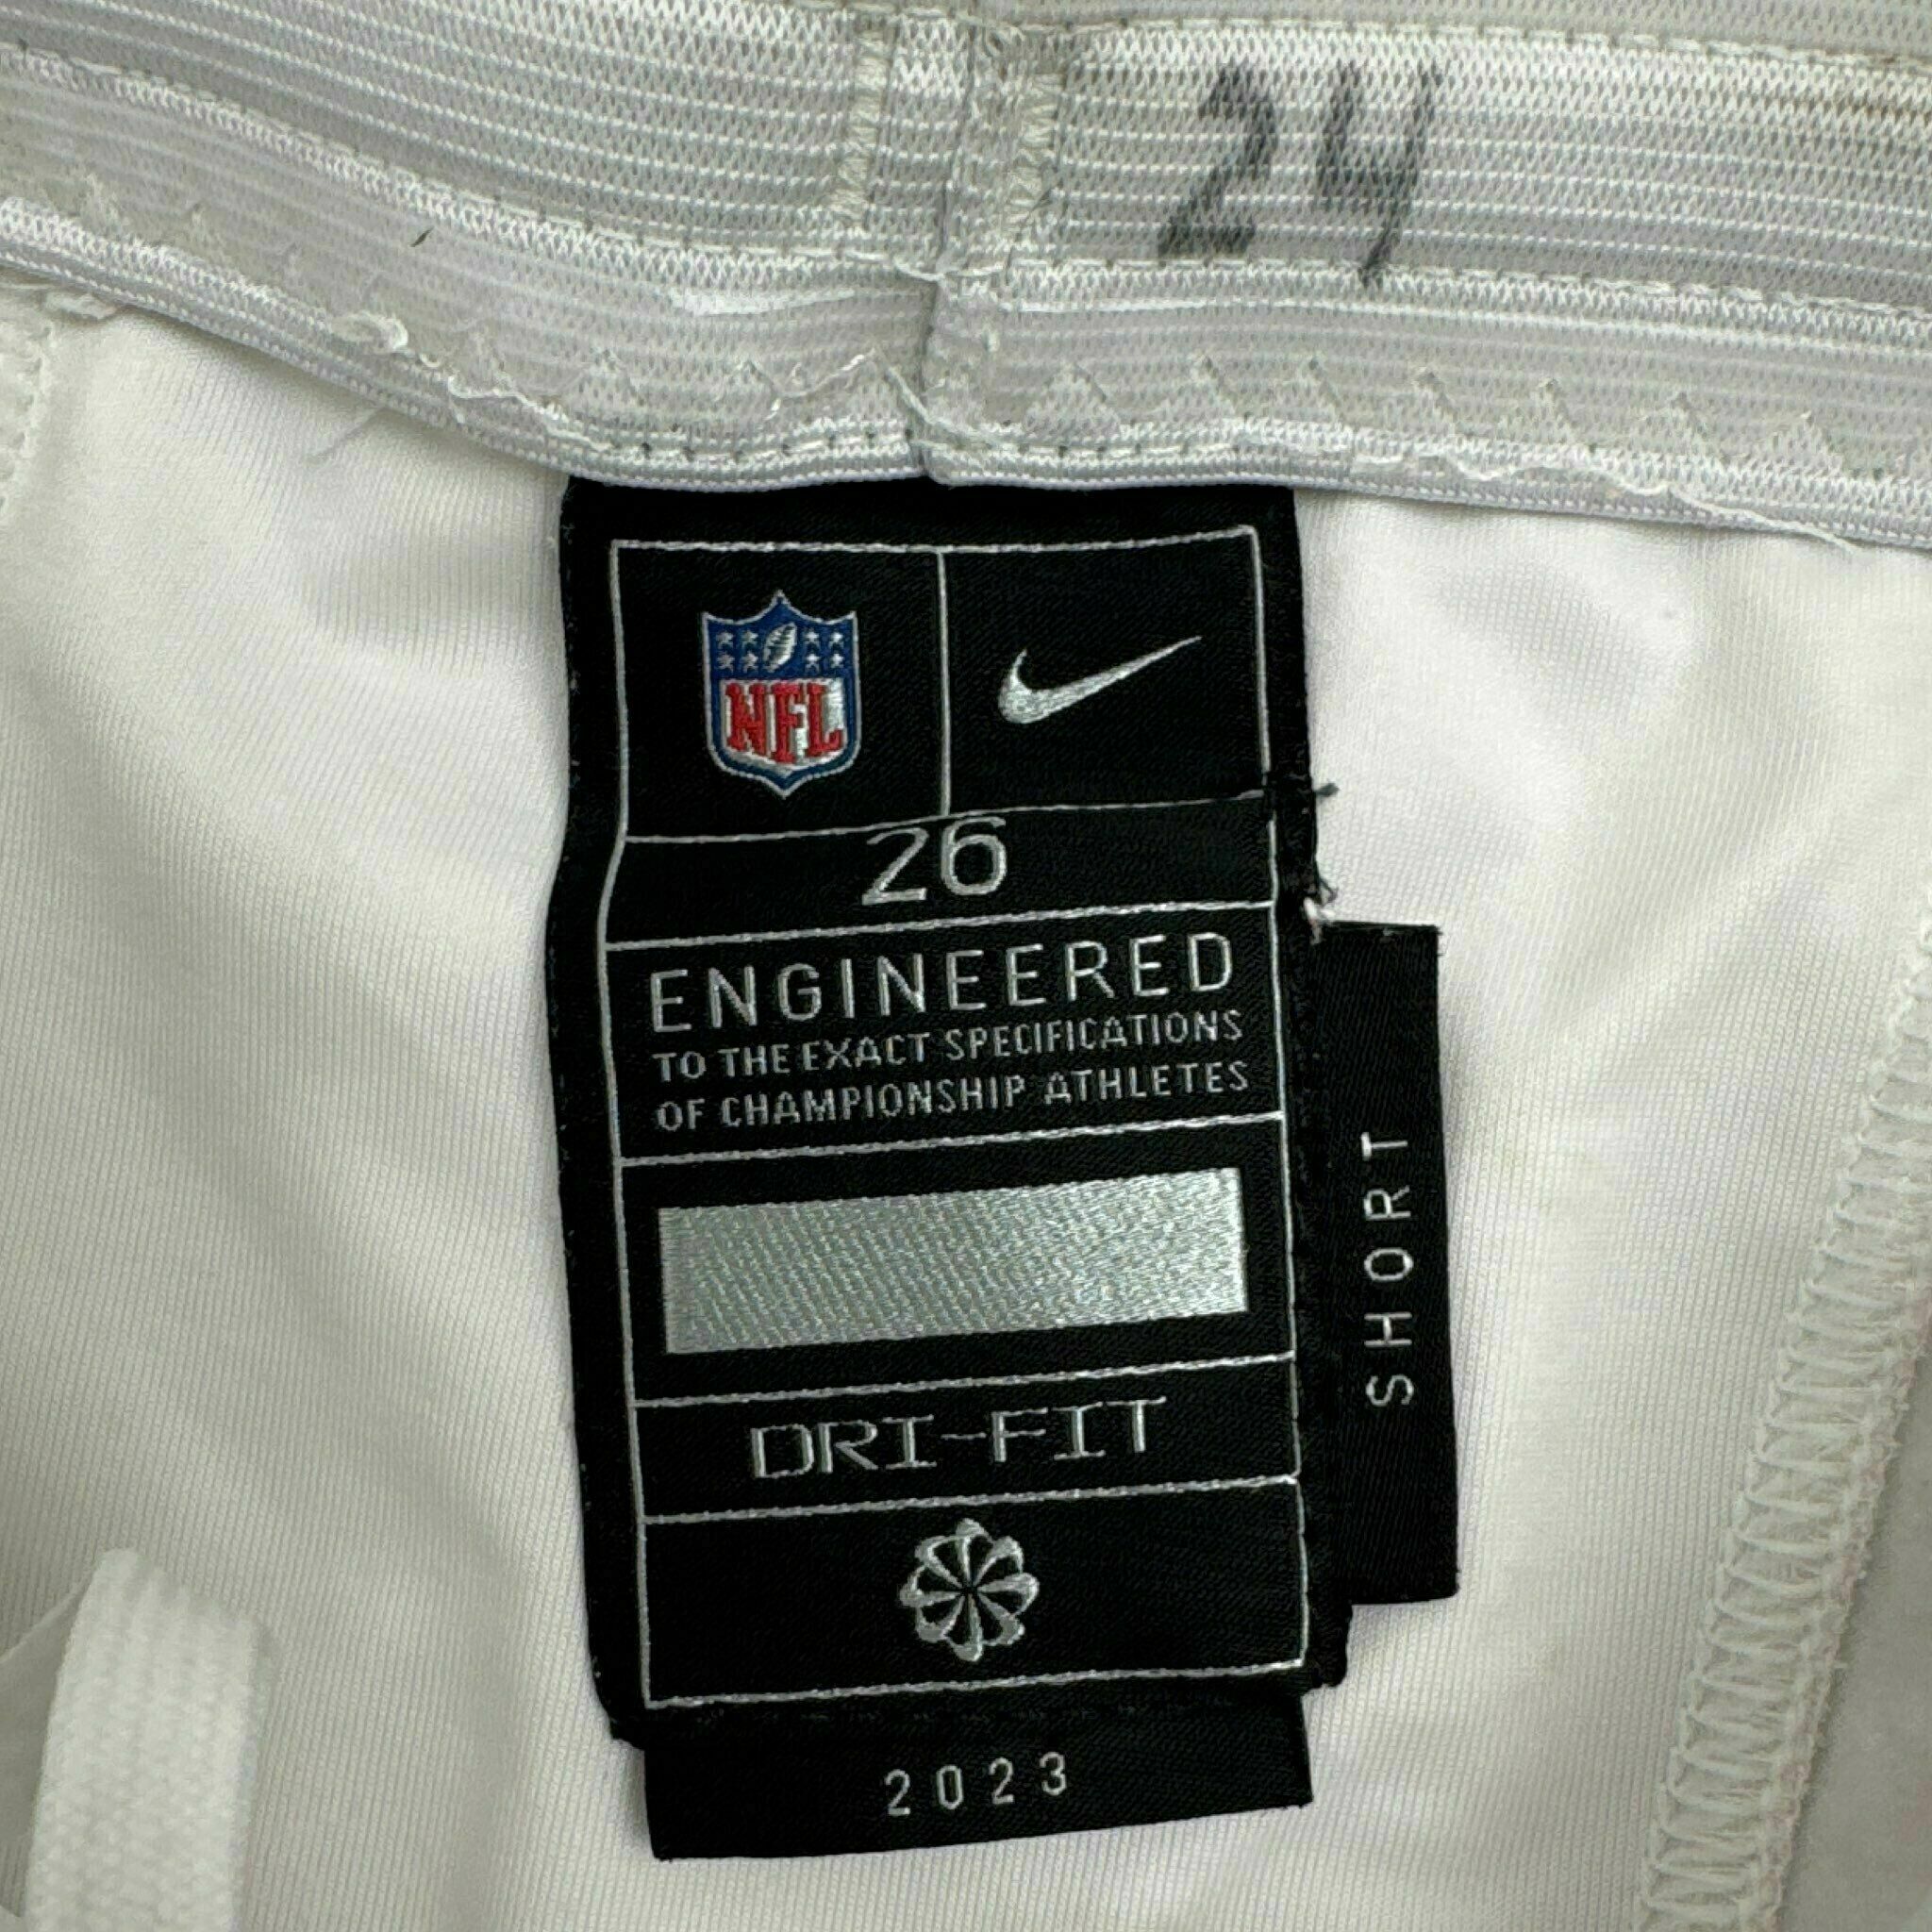 24
NFL
26
ENGINEERED
TO THE EXACT SPECIFICATIONS
OF CHAMPIONSHIP ATHLETES
DRI-FIT
SHORT
2023